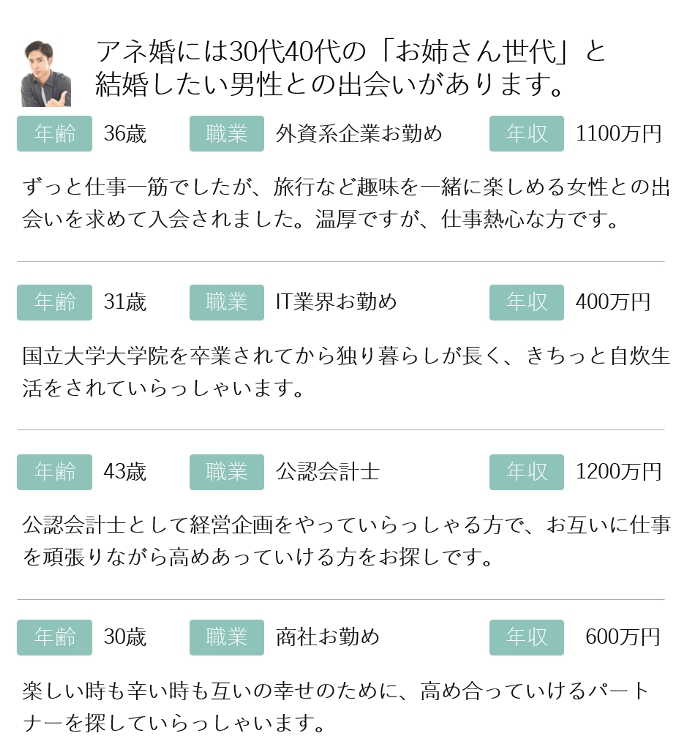 アネ婚には30代40代の「お姉さん世代」と
結婚したい男性との出会いがあります。
年齢 36歳 職業 外資系企業お勤め 年収 1100万円
ずっと仕事一筋でしたが、旅行など趣味を一緒に楽しめる女性との出
会いを求めて入会されました。温厚ですが、仕事熱心な方です。
年齢 31歳 職業 IT業界お勤め 年収 400万円
国立大学大学院を卒業されてから独り暮らしが長く、きちっと自炊生
活をされていらっしゃいます。
年齢 43歳 職業 公認会計士 年収 1200万円
公認会計士として経営企画をやっていらっしゃる方で、お互いに仕事
を頑張りながら高めあっていける方をお探しです。
年齢 30歳 職業 商社お勤め 年収 600万円
楽しい時も辛い時も互いの幸せのために、高め合っていけるパート
ナーを探していらっしゃいます。